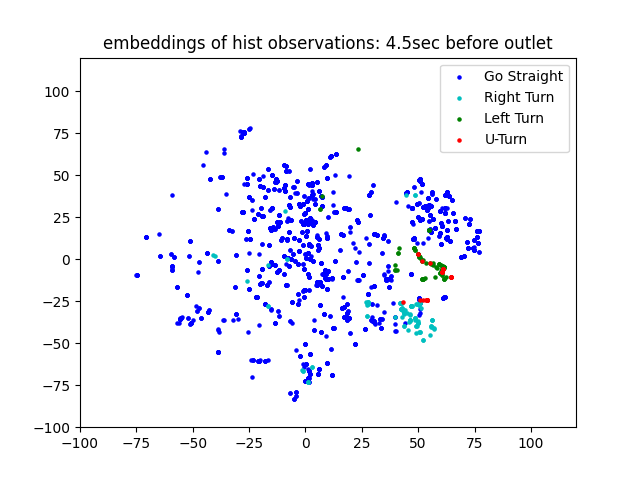 embeddings of hist observations: 4.5sec before outlet
Go Straight
Right Turn
Left Turn
U-Turn
100
75
50
25
0
−25
−50
−75
−100
−100 −75 −50 −25 0 25 50 75 100